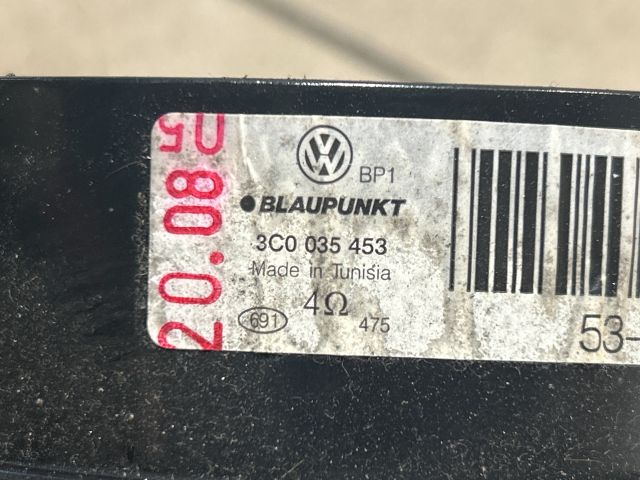 BP1
BLAUPUNKT
3C0 035 453
Made in Tunisia
4Ω
691
475
53-
20.08